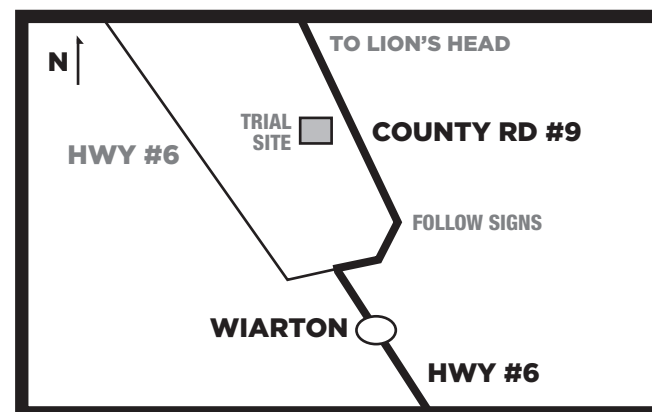 TO LION'S HEAD
N
TRIAL
SITE
COUNTY RD #9
HWY #6
FOLLOW SIGNS
WIARTON
HWY #6